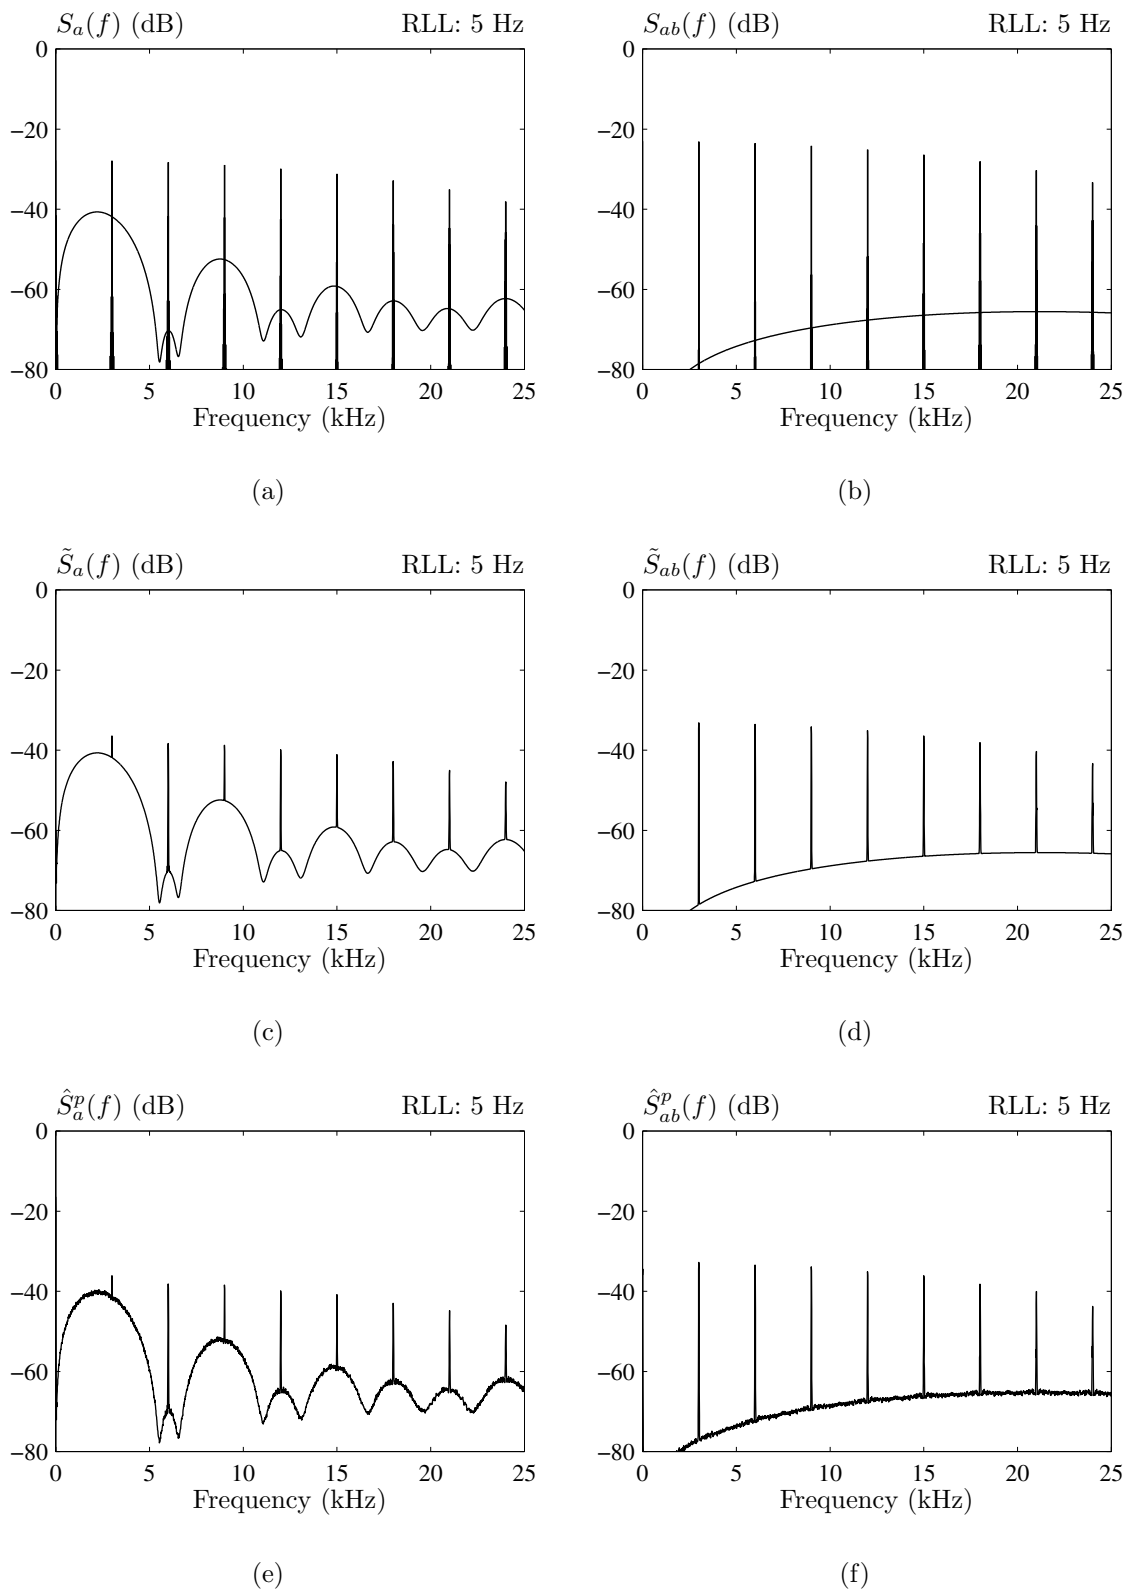 S_a(f) (dB) RLL: 5 Hz
0
−20
−40
−60
−80
0 5 10 15 20 25
Frequency (kHz)
(a)
S_ab(f) (dB) RLL: 5 Hz
0
−20
−40
−60
−80
0 5 10 15 20 25
Frequency (kHz)
(b)
S̃_a(f) (dB) RLL: 5 Hz
0
−20
−40
−60
−80
0 5 10 15 20 25
Frequency (kHz)
(c)
S̃_ab(f) (dB) RLL: 5 Hz
0
−20
−40
−60
−80
0 5 10 15 20 25
Frequency (kHz)
(d)
Ŝ_a^p(f) (dB) RLL: 5 Hz
0
−20
−40
−60
−80
0 5 10 15 20 25
Frequency (kHz)
(e)
Ŝ_ab^p(f) (dB) RLL: 5 Hz
0
−20
−40
−60
−80
0 5 10 15 20 25
Frequency (kHz)
(f)